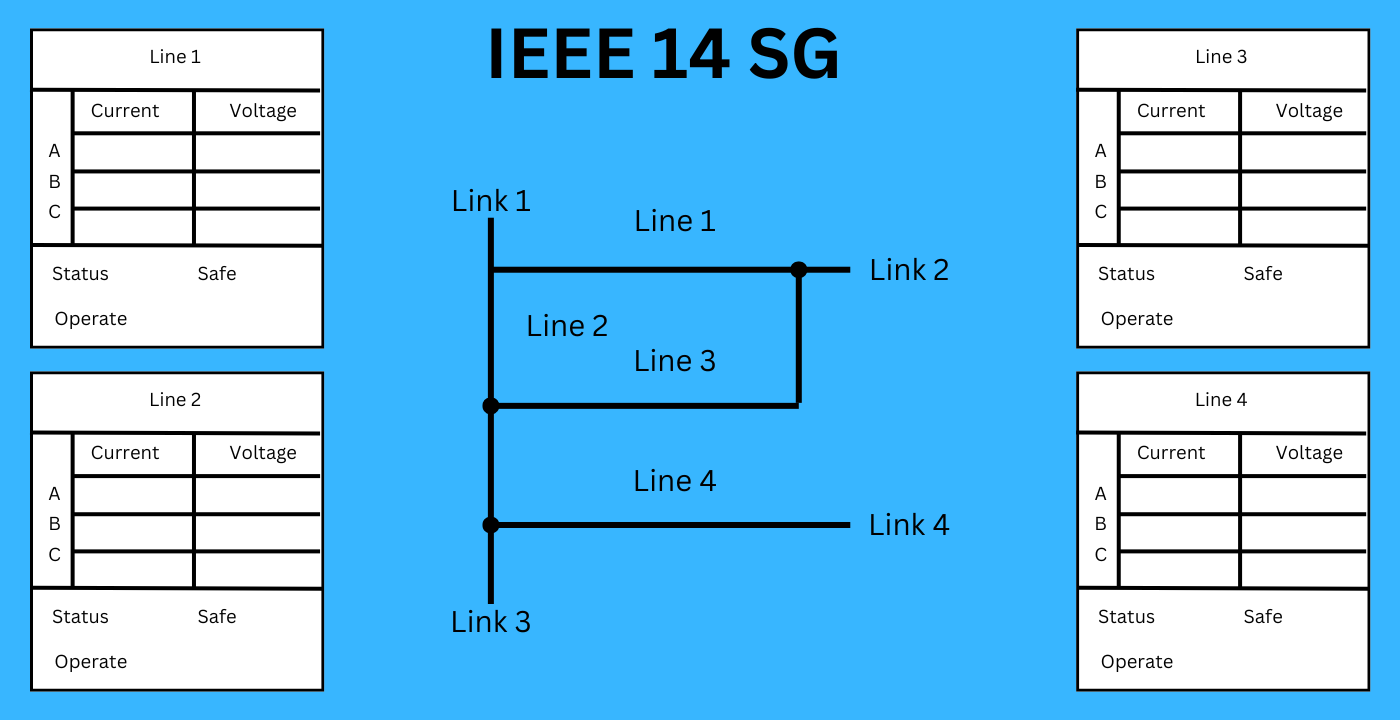 IEEE 14 SG
Line 1
Current Voltage
A
B
C
Status Safe
Operate
Line 2
Current Voltage
A
B
C
Status Safe
Operate
Link 1
Line 1
Link 2
Line 2
Line 3
Line 4
Link 4
Link 3
Line 3
Current Voltage
A
B
C
Status Safe
Operate
Line 4
Current Voltage
A
B
C
Status Safe
Operate